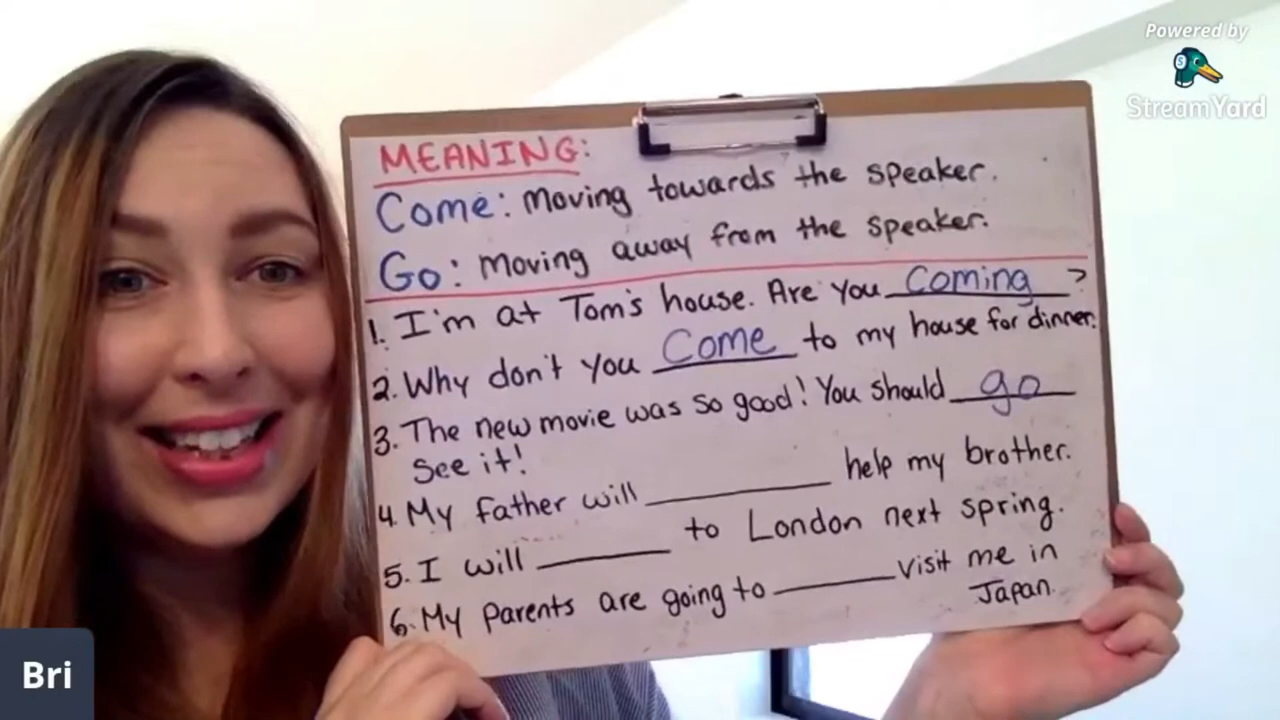 Powered by
StreamYard
MEANING:
Come: Moving towards the speaker.
Go: Moving away from the speaker.
1. I'm at Tom's house. Are you Coming ?
2. Why don't you Come to my house for dinner.
3. The new movie was so good! You should go
see it!
4. My father will ________ help my brother.
5. I will ________ to London next spring.
6. My parents are going to ________ visit me in
Japan.
Bri